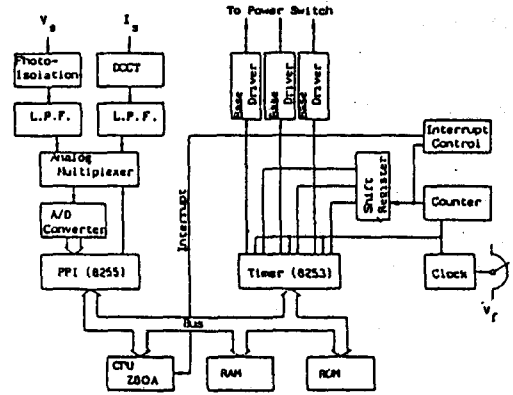 To Power Switch
Vs
Is
Photo-
Isolation
DCCT
Base
Driver
Base
Driver
Base
Driver
L.P.F.
L.P.F.
Interrupt
Control
Analog
Multiplexer
Shift
Register
Counter
A/D
Converter
Interrupt
PPI (8255)
Timer (8253)
Clock
Vf
Bus
CPU
Z80A
RAM
ROM